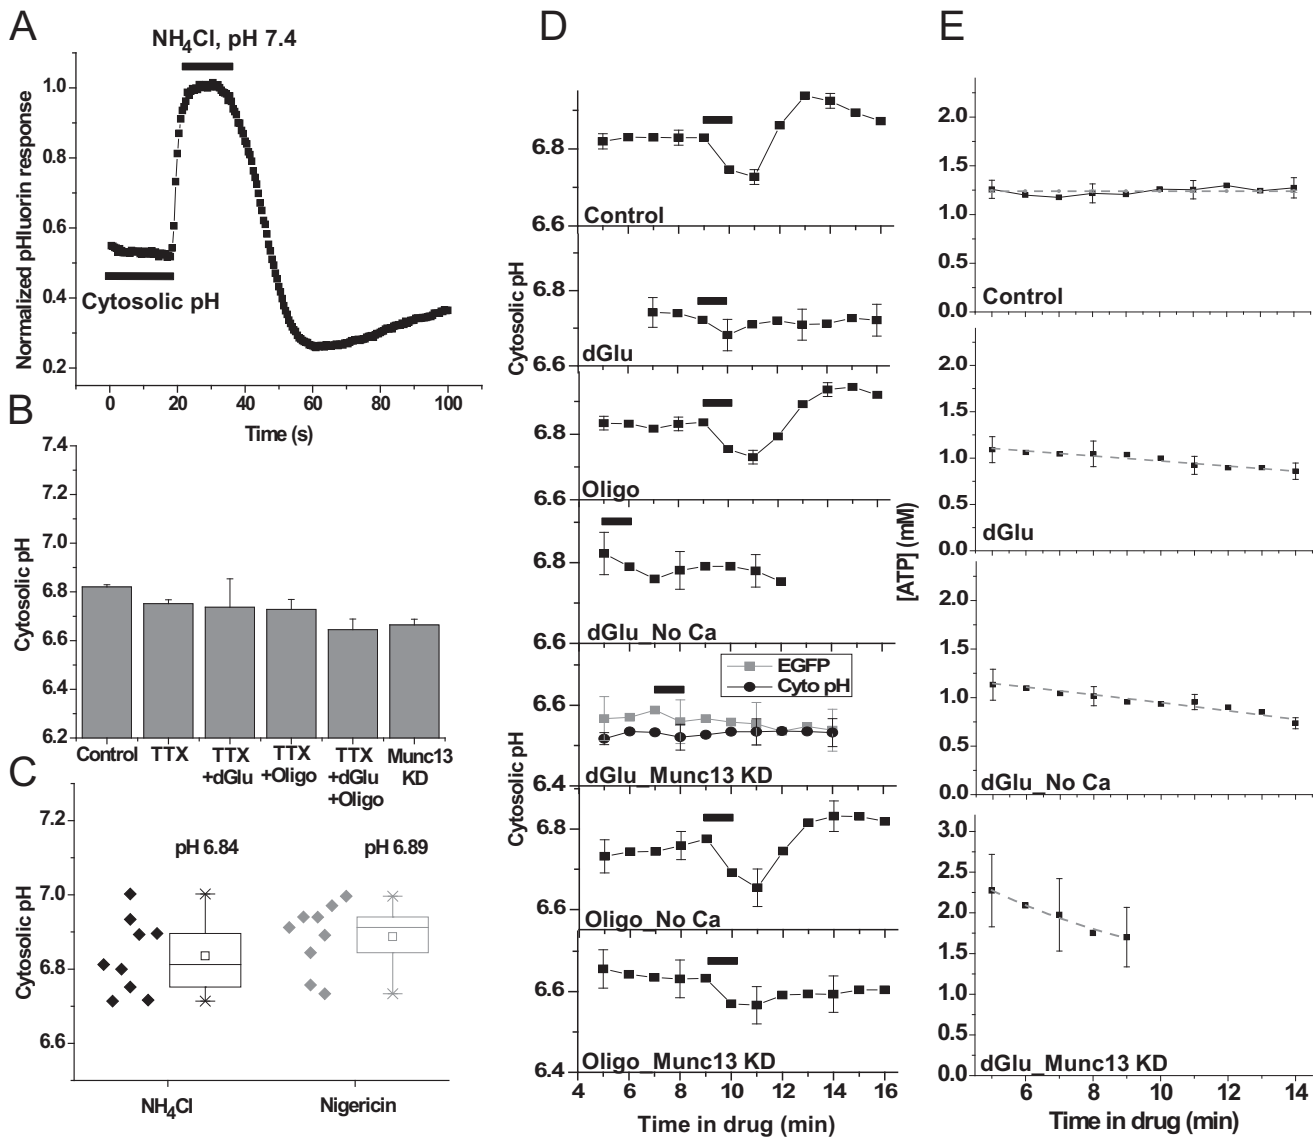 A
NH4Cl, pH 7.4
Normalized pHluorin response
1.0
0.8
0.6
0.4
0.2
Cytosolic pH
0 20 40 60 80 100
Time (s)
B
Cytosolic pH
7.4
7.2
7.0
6.8
6.6
6.4
6.2
Control TTX TTX +dGlu TTX +Oligo TTX +dGlu +Oligo Munc13 KD
C
Cytosolic pH
7.2
7.0
6.8
6.6
pH 6.84 pH 6.89
NH4Cl Nigericin
D
Cytosolic pH
6.8
6.6
Control
6.8
6.6
dGlu
6.8
6.6
Oligo
6.8
6.6
dGlu_No Ca
EGFP
Cyto pH
6.6
6.4
dGlu_Munc13 KD
Cytosolic pH
6.8
6.6
Oligo_No Ca
6.6
6.4
Oligo_Munc13 KD
4 6 8 10 12 14 16
Time in drug (min)
E
[ATP] (mM)
2.0
1.5
1.0
0.5
0.0
Control
2.0
1.5
1.0
0.5
0.0
dGlu
2.0
1.5
1.0
0.5
0.0
dGlu_No Ca
3.0
2.5
2.0
1.5
1.0
0.5
0.0
dGlu_Munc13 KD
6 8 10 12 14
Time in drug (min)